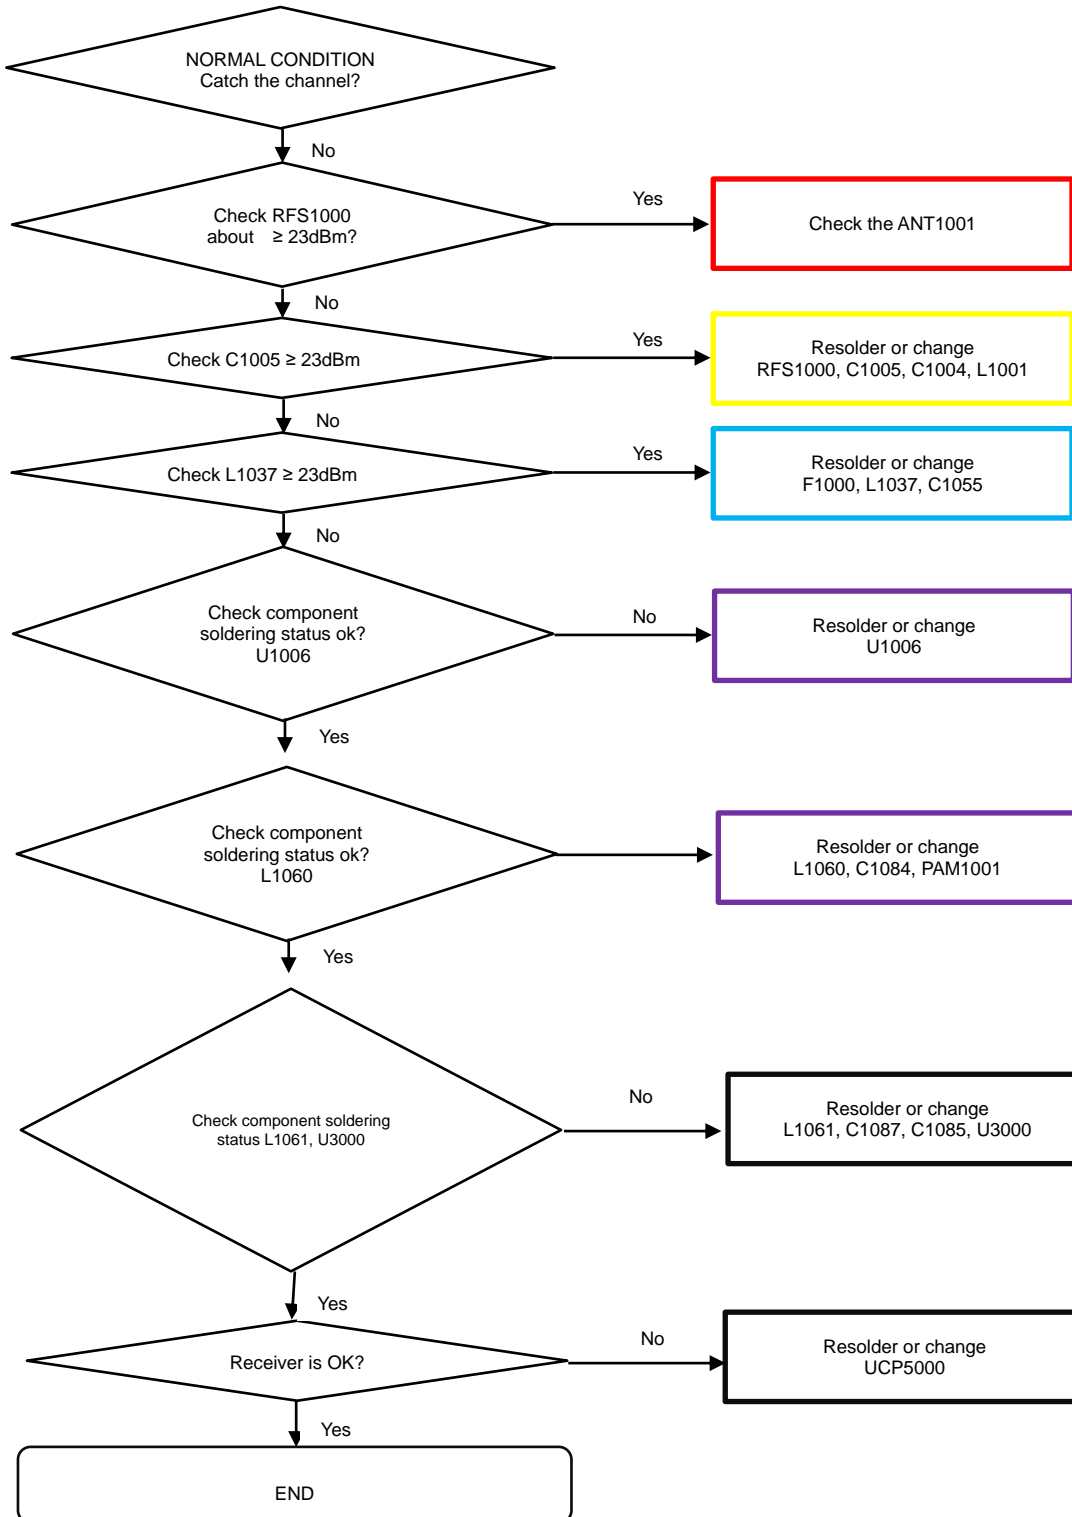 NORMAL CONDITION
Catch the channel?
No
Check RFS1000
about ≥ 23dBm?
Yes
Check the ANT1001
No
Check C1005 ≥ 23dBm
Yes
Resolder or change
RFS1000, C1005, C1004, L1001
No
Check L1037 ≥ 23dBm
Yes
Resolder or change
F1000, L1037, C1055
No
Check component
soldering status ok?
U1006
No
Resolder or change
U1006
Yes
Check component
soldering status ok?
L1060
Resolder or change
L1060, C1084, PAM1001
Yes
Check component soldering
status L1061, U3000
No
Resolder or change
L1061, C1087, C1085, U3000
Yes
Receiver is OK?
No
Resolder or change
UCP5000
Yes
END